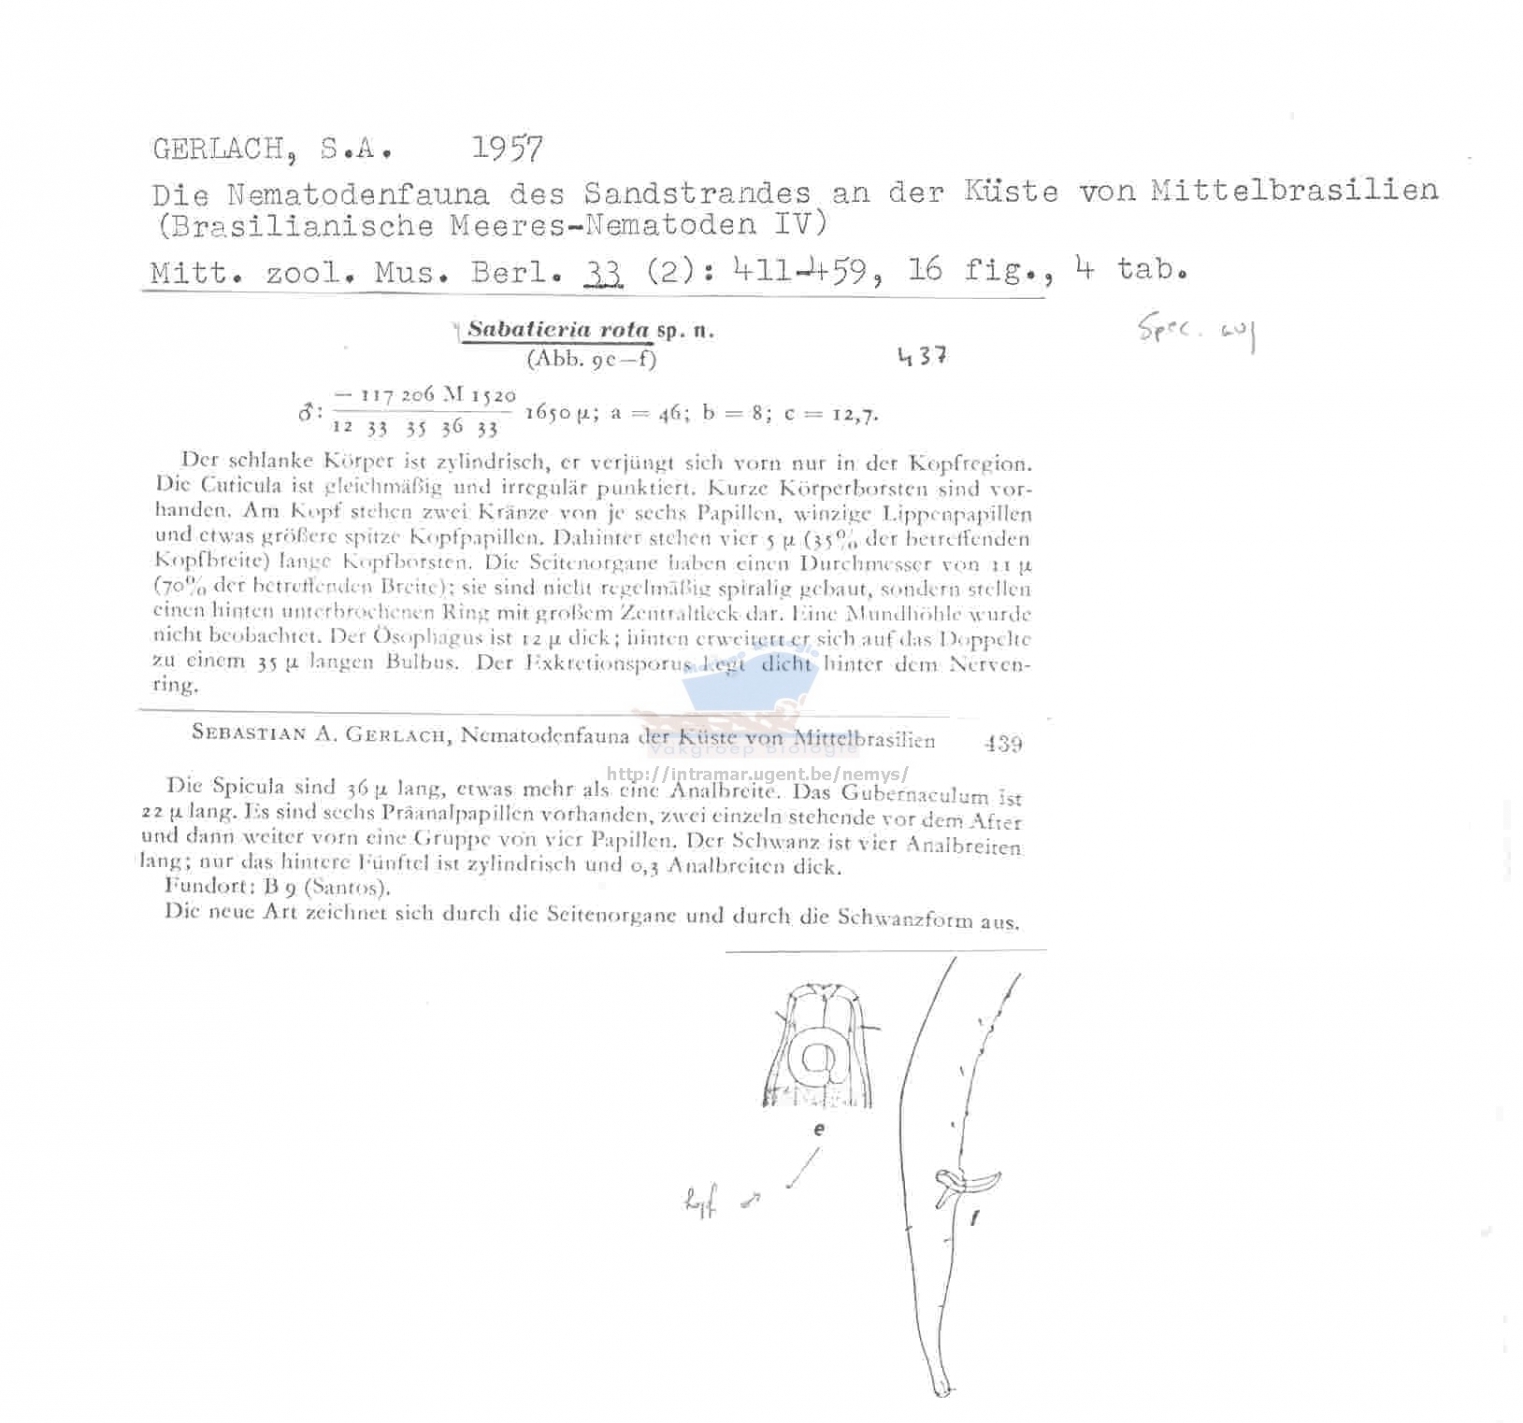 GERLACH, S.A. 1957
Die Nematodenfauna des Sandstrandes an der Küste von Mittelbrasilien
(Brasilianische Meeres-Nematoden IV)
Mitt. zool. Mus. Berl. 33 (2): 411-459, 16 fig., 4 tab.
Sabatieria rota sp. n.
Spec.
(Abb. 9e—f)
437
— 117 206 M 1520
♂: 1650 µ; a = 46; b = 8; c = 12,7.
12 33 35 36 33
Der schlanke Körper ist zylindrisch, er verjüngt sich vorn nur in der Kopfregion.
Die Cuticula ist gleichmäßig und irregulär punktiert. Kurze Körperborsten sind vor-
handen. Am Kopf stehen zwei Kränze von je sechs Papillen, winzige Lippenpapillen
und etwas größere spitze Kopfpapillen. Dahinter stehen vier 5 µ (35% der betreffenden
Kopfbreite) lange Kopfborsten. Die Seitenorgane haben einen Durchmesser von 11 µ
(70% der betreffenden Breite); sie sind nicht regelmäßig spiralig gebaut, sondern stellen
einen hinten unterbrochenen Ring mit großem Zentralfleck dar. Eine Mundhöhle wurde
nicht beobachtet. Der Ösophagus ist 12 µ dick; hinten erweitert er sich auf das Doppelte
zu einem 35 µ langen Bulbus. Der Exkretionsporus liegt dicht hinter dem Nerven-
ring.
SEBASTIAN A. GERLACH, Nematodenfauna der Küste von Mittelbrasilien 439
Vakgroep Biologie
http://intramar.ugent.be/nemys/
Die Spicula sind 36 µ lang, etwas mehr als eine Analbreite. Das Gubernaculum ist
22 µ lang. Es sind sechs Präanalpapillen vorhanden, zwei einzeln stehende vor dem After
und dann weiter vorn eine Gruppe von vier Papillen. Der Schwanz ist vier Analbreiten
lang; nur das hintere Fünftel ist zylindrisch und 0,3 Analbreiten dick.
Fundort: B 9 (Santos).
Die neue Art zeichnet sich durch die Seitenorgane und durch die Schwanzform aus.
e
♂
f